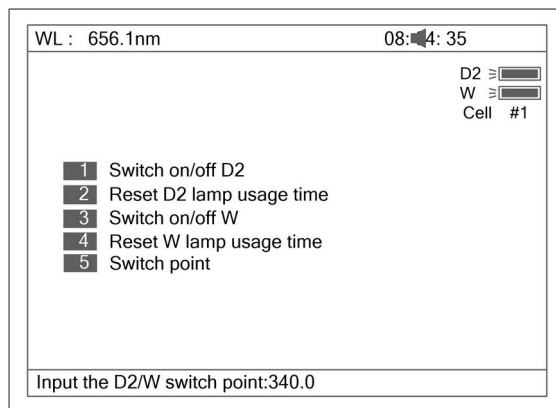 WL : 656.1nm 08: 4: 35
D2
W
Cell #1
1 Switch on/off D2
2 Reset D2 lamp usage time
3 Switch on/off W
4 Reset W lamp usage time
5 Switch point
Input the D2/W switch point:340.0